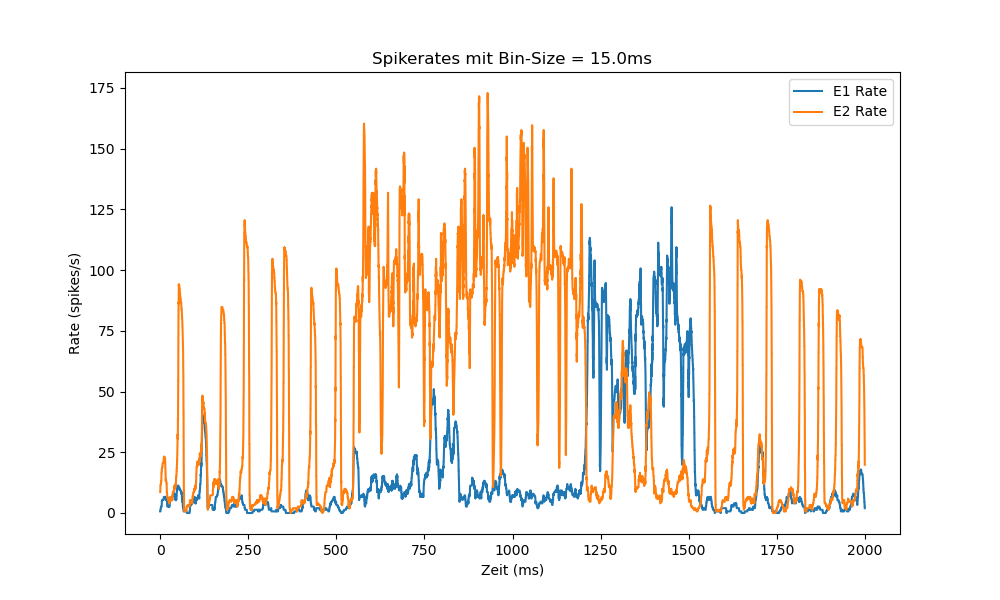 Spikerates mit Bin-Size = 15.0ms
E1 Rate
E2 Rate
Rate (spikes/s)
175
150
125
100
75
50
25
0
0 250 500 750 1000 1250 1500 1750 2000
Zeit (ms)